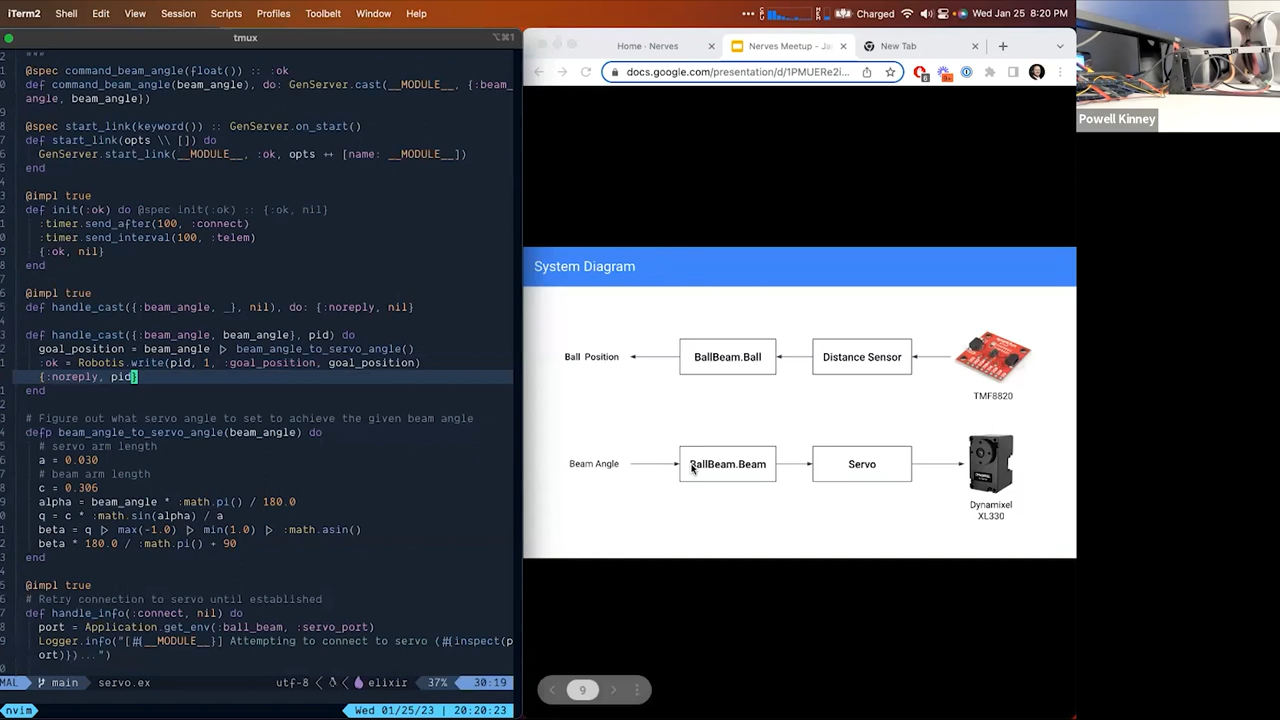 iTerm2 Shell Edit View Session Scripts Profiles Toolbelt Window Help
Charged Wed Jan 25 8:20 PM
tmux
⌥⌘1
"""
@spec command_beam_angle(float()) :: :ok
def command_beam_angle(beam_angle), do: GenServer.cast(__MODULE__, {:beam_
angle, beam_angle})
@spec start_link(keyword()) :: GenServer.on_start()
def start_link(opts \\ []) do
GenServer.start_link(__MODULE__, :ok, opts ++ [name: __MODULE__])
end
@impl true
def init(:ok) do @spec init(:ok) :: {:ok, nil}
:timer.send_after(100, :connect)
:timer.send_interval(100, :telem)
{:ok, nil}
end
@impl true
def handle_cast({:beam_angle, _}, nil), do: {:noreply, nil}
def handle_cast({:beam_angle, beam_angle}, pid) do
goal_position = beam_angle |> beam_angle_to_servo_angle()
:ok = Robotis.write(pid, 1, :goal_position, goal_position)
{:noreply, pid}
end
# Figure out what servo angle to set to achieve the given beam angle
defp beam_angle_to_servo_angle(beam_angle) do
# servo arm length
a = 0.030
# beam arm length
c = 0.306
alpha = beam_angle * :math.pi() / 180.0
q = c * :math.sin(alpha) / a
beta = q |> max(-1.0) |> min(1.0) |> :math.asin()
beta * 180.0 / :math.pi() + 90
end
@impl true
# Retry connection to servo until established
def handle_info(:connect, nil) do
port = Application.get_env(:ball_beam, :servo_port)
Logger.info("[#{__MODULE__}] Attempting to connect to servo (#{inspect(p
ort)})...")
MAL main servo.ex utf-8 elixir 37% 30:19
nvim Wed 01/25/23 | 20:20:23
Home · Nerves
Nerves Meetup - Ja
New Tab
docs.google.com/presentation/d/1PMUERe2i...
System Diagram
Ball Position
BallBeam.Ball
Distance Sensor
TMF8820
Beam Angle
BallBeam.Beam
Servo
Dynamixel
XL330
9
Powell Kinney